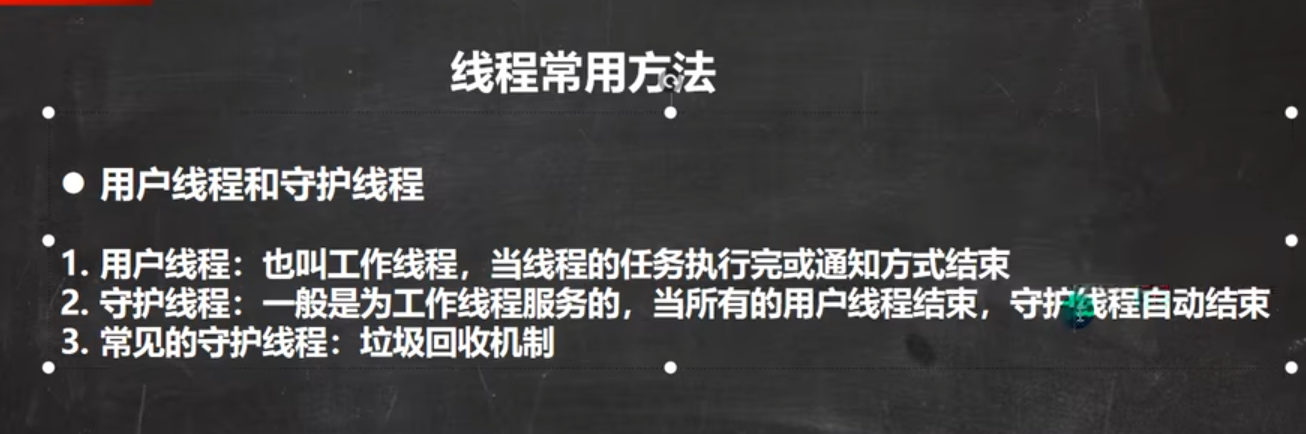 线程常用方法
● 用户线程和守护线程
1. 用户线程：也叫工作线程，当线程的任务执行完或通知方式结束
2. 守护线程：一般是为工作线程服务的，当所有的用户线程结束，守护线程自动结束
3. 常见的守护线程：垃圾回收机制